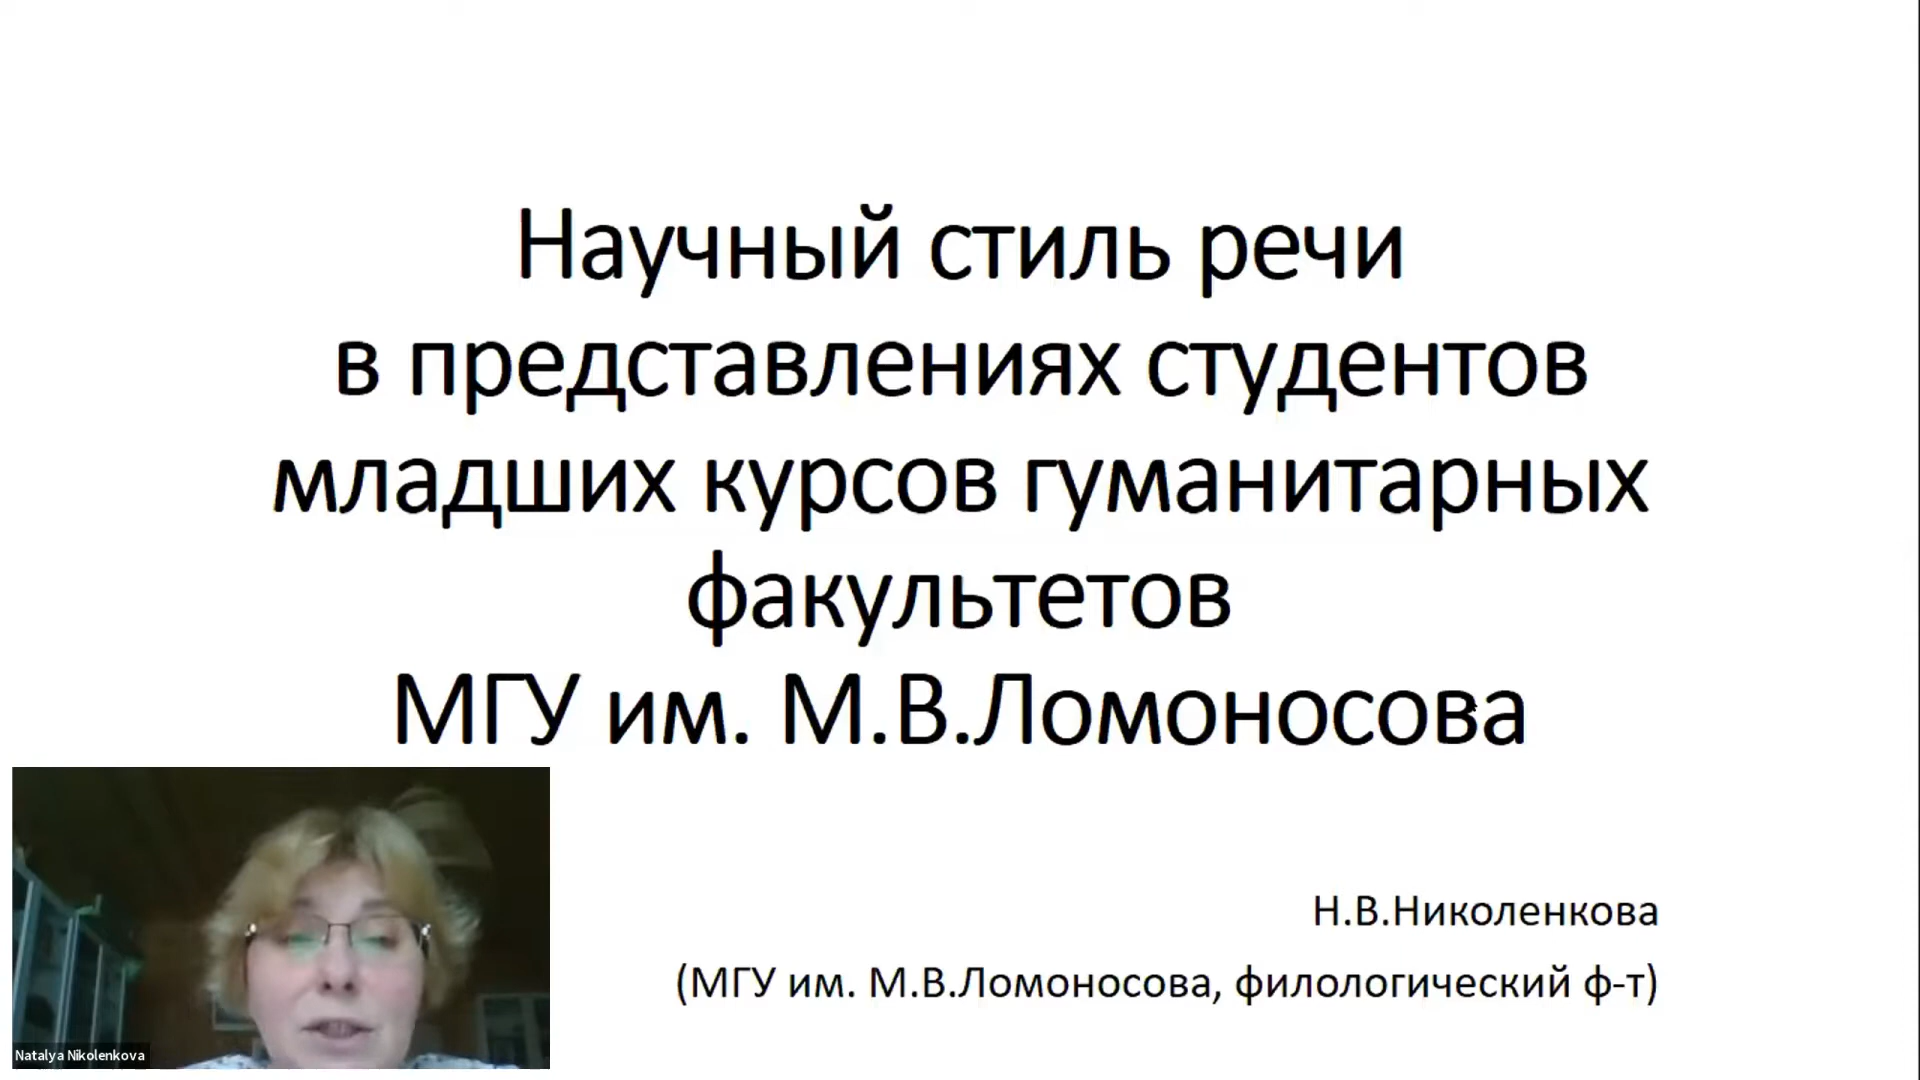 Научный стиль речи
в представлениях студентов
младших курсов гуманитарных
факультетов
МГУ им. М.В.Ломоносова
Н.В.Николенкова
(МГУ им. М.В.Ломоносова, филологический ф-т)
Natalya Nikolenkova